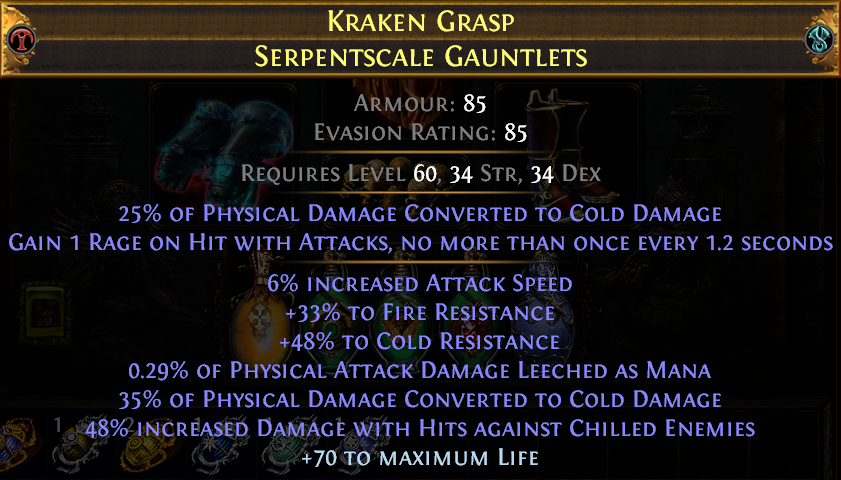 Kraken Grasp
Serpentscale Gauntlets
Armour: 85
Evasion Rating: 85
Requires Level 60, 34 Str, 34 Dex
25% of Physical Damage Converted to Cold Damage
Gain 1 Rage on Hit with Attacks, no more than once every 1.2 seconds
6% increased Attack Speed
+33% to Fire Resistance
+48% to Cold Resistance
0.29% of Physical Attack Damage Leeched as Mana
35% of Physical Damage Converted to Cold Damage
48% increased Damage with Hits against Chilled Enemies
+70 to maximum Life